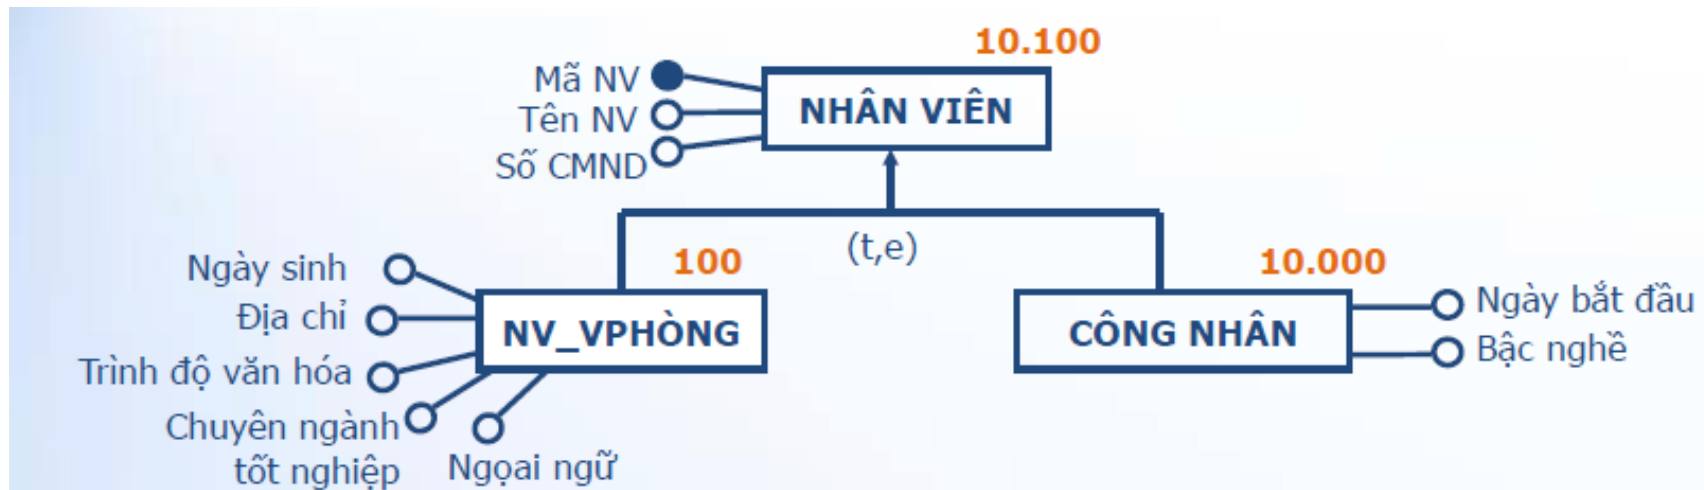 10.100
Mã NV
NHÂN VIÊN
Tên NV
Số CMND
(t,e)
100
10.000
Ngày sinh
Địa chỉ
NV_VPHÒNG
CÔNG NHÂN
Ngày bắt đầu
Bậc nghề
Trình độ văn hóa
Chuyên ngành
tốt nghiệp
Ngọai ngữ